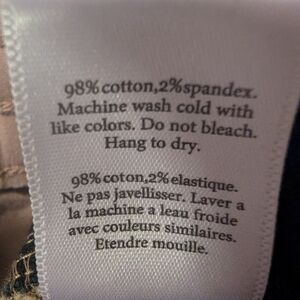 98%cotton,2%spandex.
Machine wash cold with
like colors. Do not bleach.
Hang to dry.
98%coton,2%elastique.
Ne pas javellisser. Laver a
la machine a leau froide
avec couleurs similaires.
Etendre mouille.